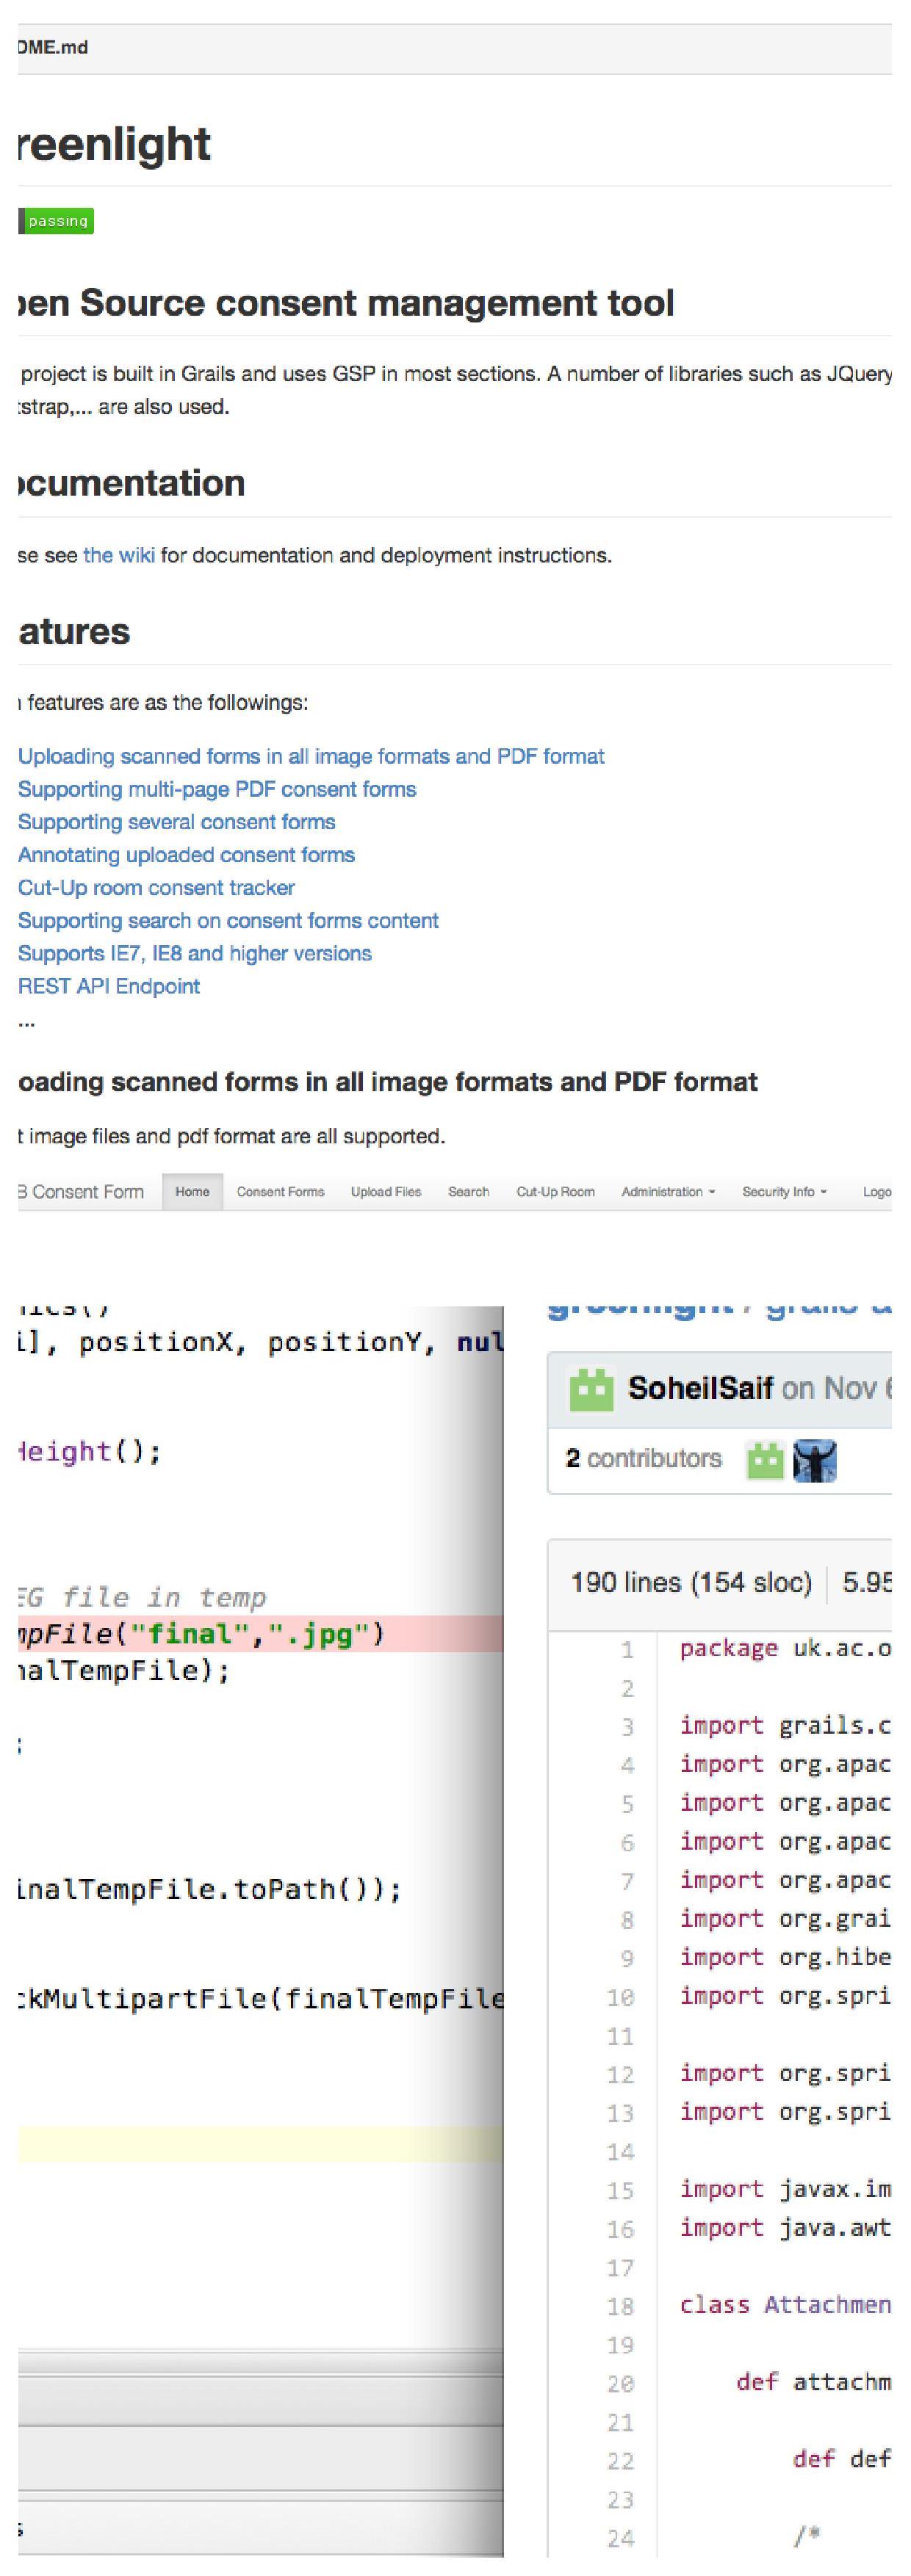 OME.md
reenlight
passing
pen Source consent management tool
project is built in Grails and uses GSP in most sections. A number of libraries such as JQuery
tstrap,... are also used.
ocumentation
se see the wiki for documentation and deployment instructions.
atures
features are as the followings:
Uploading scanned forms in all image formats and PDF format
Supporting multi-page PDF consent forms
Supporting several consent forms
Annotating uploaded consent forms
Cut-Up room consent tracker
Supporting search on consent forms content
Supports IE7, IE8 and higher versions
REST API Endpoint
...
oading scanned forms in all image formats and PDF format
t image files and pdf format are all supported.
B Consent Form Home Consent Forms Upload Files Search Cut-Up Room Administration Security Info Logo
i], positionX, positionY, nul
Height();
EG file in temp
mpFile("final",".jpg")
nalTempFile);
;
inalTempFile.toPath());
ckMultipartFile(finalTempFile
s
greenlight / grails-a
SoheilSaif on Nov 6
2 contributors
190 lines (154 sloc) 5.95
1 package uk.ac.o
2
3 import grails.c
4 import org.apac
5 import org.apac
6 import org.apac
7 import org.apac
8 import org.grai
9 import org.hibe
10 import org.spri
11
12 import org.spri
13 import org.spri
14
15 import javax.im
16 import java.awt
17
18 class Attachmen
19
20 def attachm
21
22 def def
23
24 /*